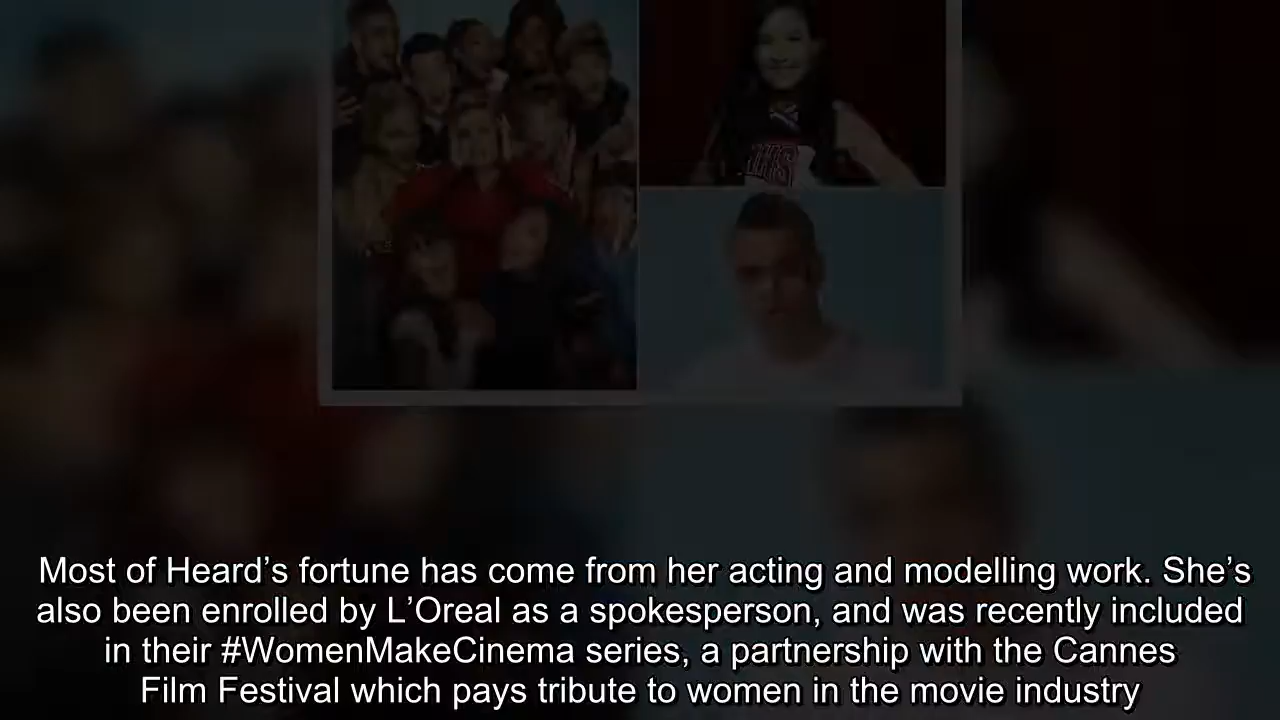 Most of Heard’s fortune has come from her acting and modelling work. She’s
also been enrolled by L’Oreal as a spokesperson, and was recently included
in their #WomenMakeCinema series, a partnership with the Cannes
Film Festival which pays tribute to women in the movie industry